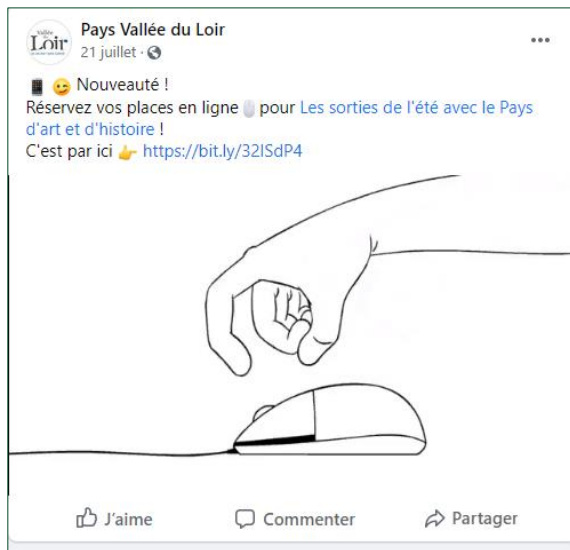 Vallée
du
Loir
Pays Vallée du Loir
21 juillet ·
📱 😉 Nouveauté !
Réservez vos places en ligne 🖱️ pour Les sorties de l'été avec le Pays
d'art et d'histoire !
C'est par ici 👉 https://bit.ly/32ISdP4
J'aime
Commenter
Partager